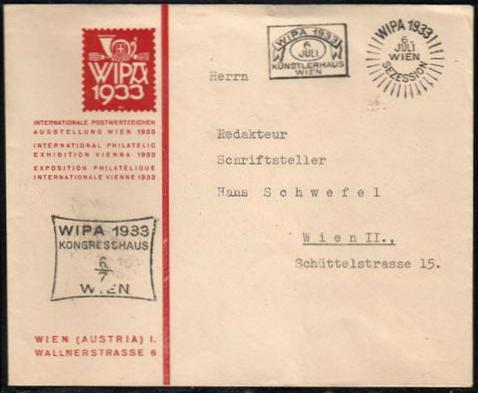 WIPA
1933
INTERNATIONALE POSTWERTZEICHEN
AUSSTELLUNG WIEN 1933
INTERNATIONAL PHILATELIC
EXHIBITION VIENNA 1933
EXPOSITION PHILATÉLIQUE
INTERNATIONALE VIENNE 1933
WIPA 1933
KONGRESSHAUS
6/7
WIEN
WIEN (AUSTRIA) I.
WALLNERSTRASSE 6
WIPA 1933
6
JULI
KÜNSTLERHAUS
WIEN
WIPA 1933
6
JULI
WIEN
SEZESSION
Herrn
Redakteur
Schriftsteller
Hans Schwefel
Wien II.,
Schüttelstrasse 15.